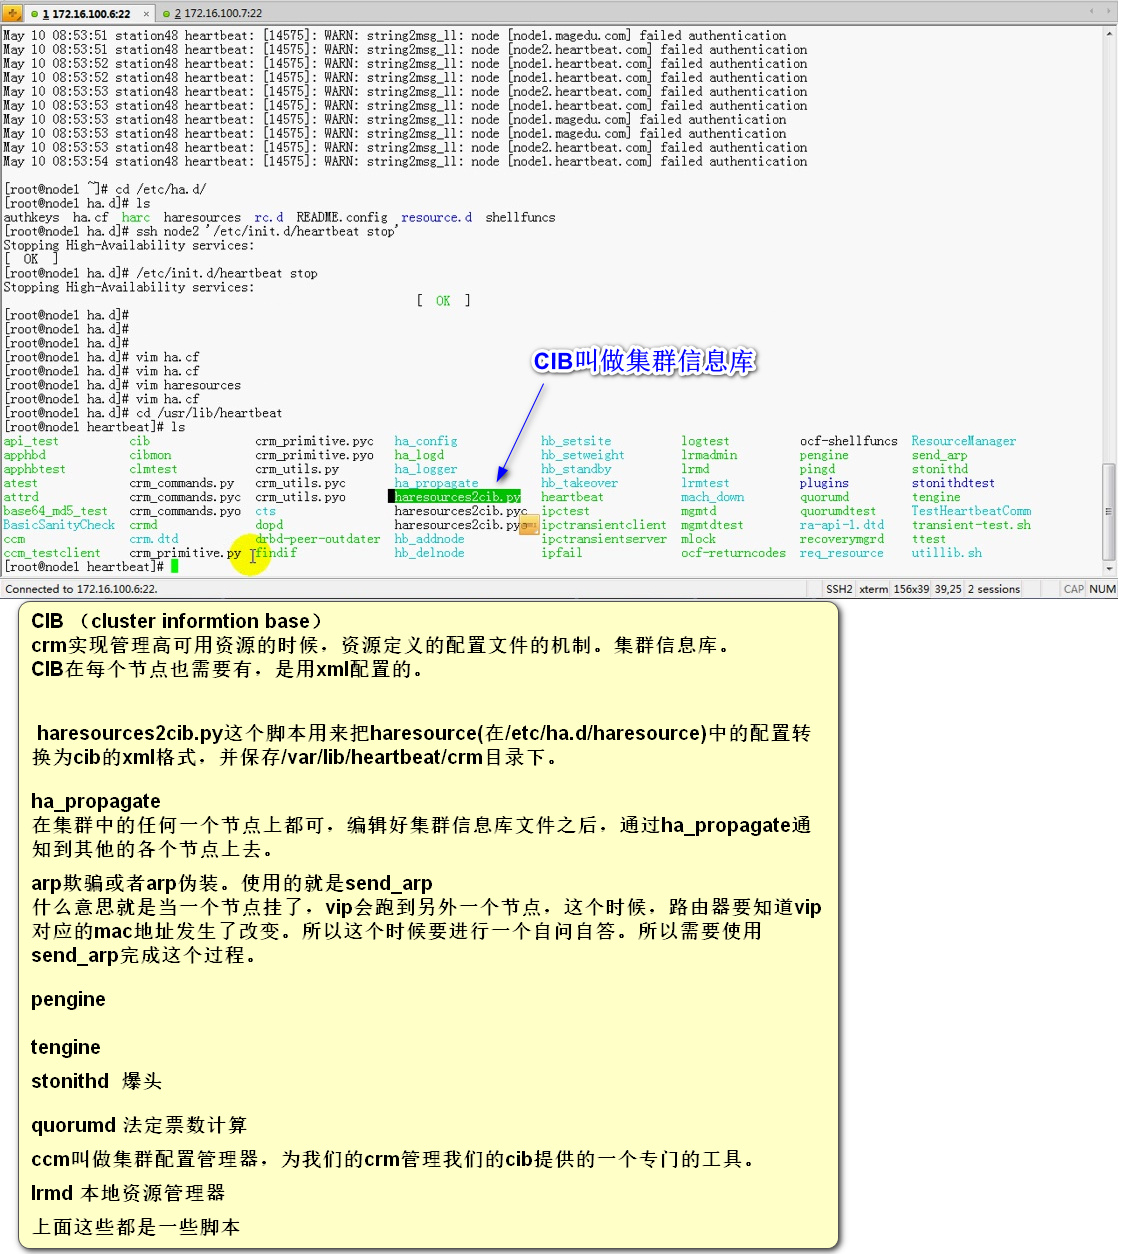 1 172.16.100.6:22 × 2 172.16.100.7:22
May 10 08:53:51 station48 heartbeat: [14575]: WARN: string2msg_ll: node [node1.magedu.com] failed authentication
May 10 08:53:51 station48 heartbeat: [14575]: WARN: string2msg_ll: node [node2.heartbeat.com] failed authentication
May 10 08:53:52 station48 heartbeat: [14575]: WARN: string2msg_ll: node [node1.heartbeat.com] failed authentication
May 10 08:53:52 station48 heartbeat: [14575]: WARN: string2msg_ll: node [node2.heartbeat.com] failed authentication
May 10 08:53:53 station48 heartbeat: [14575]: WARN: string2msg_ll: node [node2.heartbeat.com] failed authentication
May 10 08:53:53 station48 heartbeat: [14575]: WARN: string2msg_ll: node [node1.heartbeat.com] failed authentication
May 10 08:53:53 station48 heartbeat: [14575]: WARN: string2msg_ll: node [node1.magedu.com] failed authentication
May 10 08:53:53 station48 heartbeat: [14575]: WARN: string2msg_ll: node [node1.magedu.com] failed authentication
May 10 08:53:53 station48 heartbeat: [14575]: WARN: string2msg_ll: node [node2.heartbeat.com] failed authentication
May 10 08:53:54 station48 heartbeat: [14575]: WARN: string2msg_ll: node [node1.heartbeat.com] failed authentication
[root@node1 ~]# cd /etc/ha.d/
[root@node1 ha.d]# ls
authkeys ha.cf harc haresources rc.d README.config resource.d shellfuncs
[root@node1 ha.d]# ssh node2 '/etc/init.d/heartbeat stop'
Stopping High-Availability services:
[ OK ]
[root@node1 ha.d]# /etc/init.d/heartbeat stop
Stopping High-Availability services:
[ OK ]
[root@node1 ha.d]#
[root@node1 ha.d]#
[root@node1 ha.d]#
[root@node1 ha.d]# vim ha.cf
[root@node1 ha.d]# vim ha.cf
[root@node1 ha.d]# vim haresources
[root@node1 ha.d]# vim ha.cf
CIB叫做集群信息库
[root@node1 ha.d]# cd /usr/lib/heartbeat
[root@node1 heartbeat]# ls
api_test cib crm_primitive.pyc ha_config hb_setsite logtest ocf-shellfuncs ResourceManager
apphbd cibmon crm_primitive.pyo ha_logd hb_setweight lrmadmin pengine send_arp
apphbtest clmtest crm_utils.py ha_logger hb_standby lrmd pingd stonithd
atest crm_commands.py crm_utils.pyc ha_propagate hb_takeover lrmtest plugins stonithdtest
attrd crm_commands.pyc crm_utils.pyo haresources2cib.py heartbeat mach_down quorumd tengine
base64_md5_test crm_commands.pyo cts haresources2cib.pyc ipctest mgmtd quorumdtest TestHeartbeatComm
BasicSanityCheck crmd dopd haresources2cib.pyo ipctransientclient mgmtdtest ra-api-1.dtd transient-test.sh
ccm crm.dtd drbd-peer-outdater hb_addnode ipctransientserver mlock recoverymgrd ttest
ccm_testclient crm_primitive.py findif hb_delnode ipfail ocf-returncodes req_resource utillib.sh
[root@node1 heartbeat]#
Connected to 172.16.100.6:22. SSH2 xterm 156x39 39,25 2 sessions CAP NUM
CIB （cluster informtion base）
crm实现管理高可用资源的时候，资源定义的配置文件的机制。集群信息库。
CIB在每个节点也需要有，是用xml配置的。
haresources2cib.py这个脚本用来把haresource(在/etc/ha.d/haresource)中的配置转
换为cib的xml格式，并保存/var/lib/heartbeat/crm目录下。
ha_propagate
在集群中的任何一个节点上都可，编辑好集群信息库文件之后，通过ha_propagate通
知到其他的各个节点上去。
arp欺骗或者arp伪装。使用的就是send_arp
什么意思就是当一个节点挂了，vip会跑到另外一个节点，这个时候，路由器要知道vip
对应的mac地址发生了改变。所以这个时候要进行一个自问自答。所以需要使用
send_arp完成这个过程。
pengine
tengine
stonithd 爆头
quorumd 法定票数计算
ccm叫做集群配置管理器，为我们的crm管理我们的cib提供的一个专门的工具。
lrmd 本地资源管理器
上面这些都是一些脚本